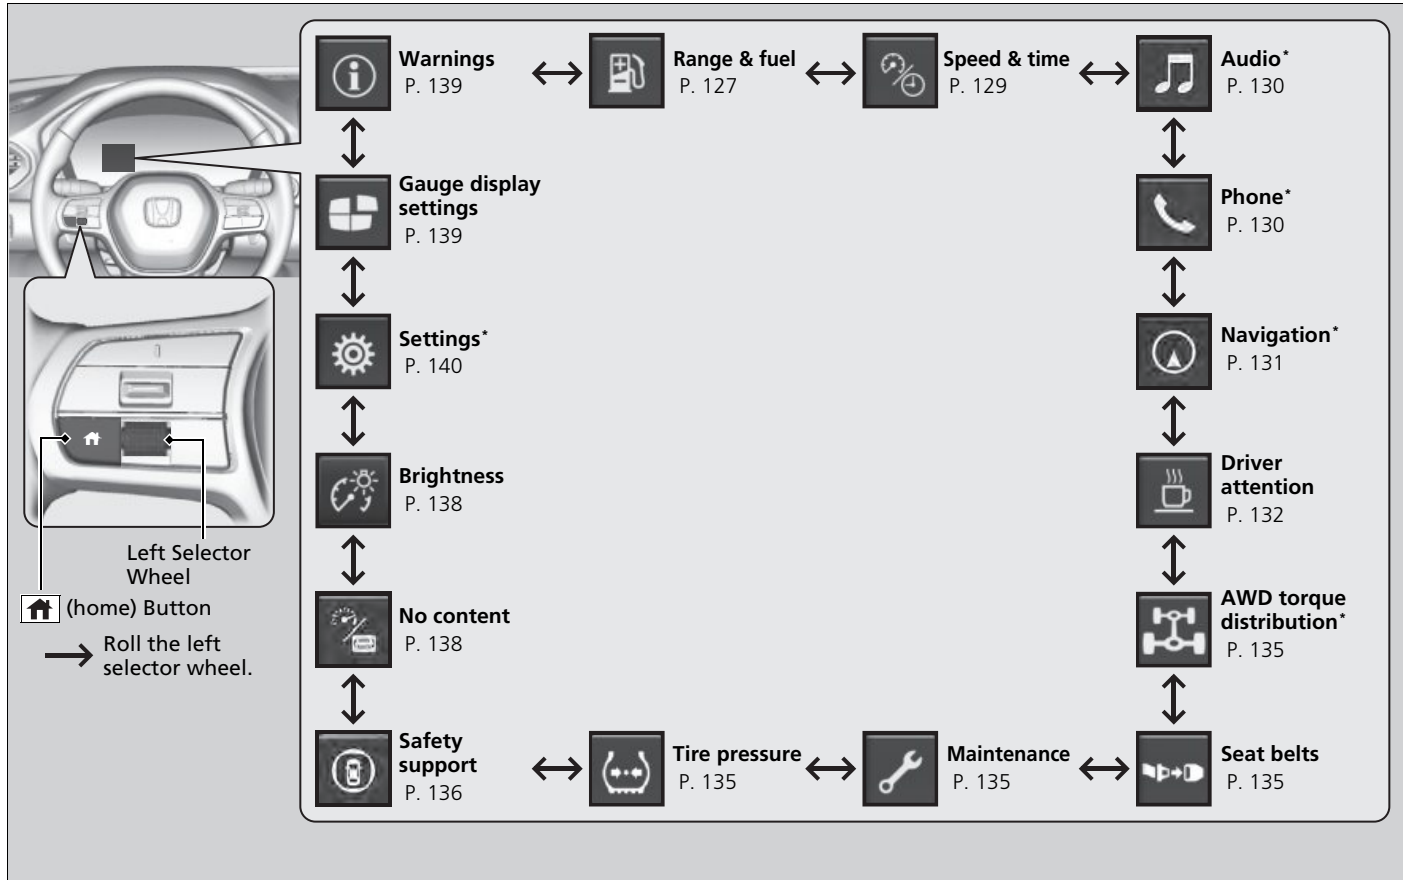 Warnings
P. 139
Range & fuel
P. 127
Speed & time
P. 129
Audio*
P. 130
Gauge display
settings
P. 139
Phone*
P. 130
Settings*
P. 140
Navigation*
P. 131
Brightness
P. 138
Driver
attention
P. 132
Left Selector
Wheel
(home) Button
Roll the left
selector wheel.
No content
P. 138
AWD torque
distribution*
P. 135
Safety
support
P. 136
Tire pressure
P. 135
Maintenance
P. 135
Seat belts
P. 135